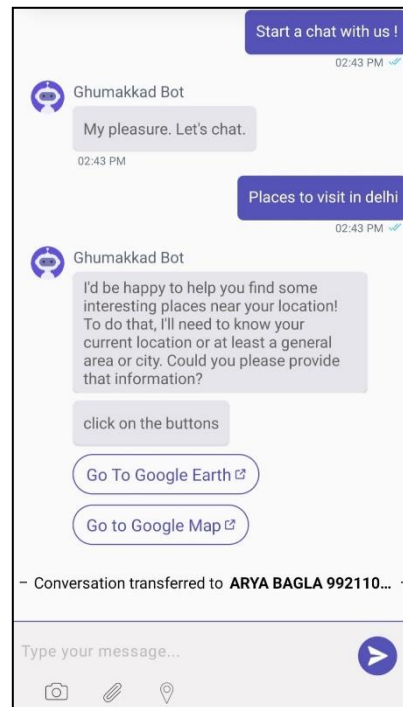 Start a chat with us !
02:43 PM
Ghumakkad Bot
My pleasure. Let's chat.
02:43 PM
Places to visit in delhi
02:43 PM
Ghumakkad Bot
I'd be happy to help you find some
interesting places near your location!
To do that, I'll need to know your
current location or at least a general
area or city. Could you please provide
that information?
click on the buttons
Go To Google Earth
Go to Google Map
– Conversation transferred to ARYA BAGLA 992110... -
Type your message...